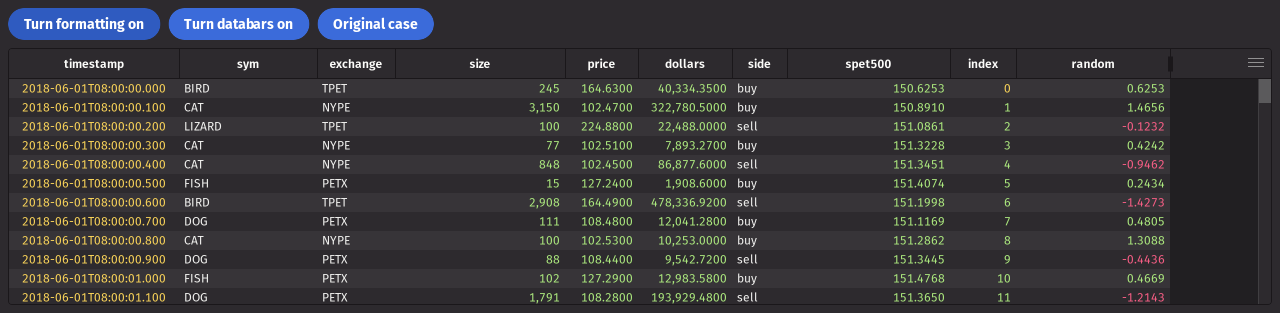 Turn formatting on Turn databars on Original case
timestamp sym exchange size price dollars side spet500 index random
2018-06-01T08:00:00.000 BIRD TPET 245 164.6300 40,334.3500 buy 150.6253 0 0.6253
2018-06-01T08:00:00.100 CAT NYPE 3,150 102.4700 322,780.5000 buy 150.8910 1 1.4656
2018-06-01T08:00:00.200 LIZARD TPET 100 224.8800 22,488.0000 sell 151.0861 2 -0.1232
2018-06-01T08:00:00.300 CAT NYPE 77 102.5100 7,893.2700 buy 151.3228 3 0.4242
2018-06-01T08:00:00.400 CAT NYPE 848 102.4500 86,877.6000 sell 151.3451 4 -0.9462
2018-06-01T08:00:00.500 FISH PETX 15 127.2400 1,908.6000 buy 151.4074 5 0.2434
2018-06-01T08:00:00.600 BIRD TPET 2,908 164.4900 478,336.9200 sell 151.1998 6 -1.4273
2018-06-01T08:00:00.700 DOG PETX 111 108.4800 12,041.2800 buy 151.1169 7 0.4805
2018-06-01T08:00:00.800 CAT NYPE 100 102.5300 10,253.0000 buy 151.2862 8 1.3088
2018-06-01T08:00:00.900 DOG PETX 88 108.4400 9,542.7200 sell 151.3445 9 -0.4436
2018-06-01T08:00:01.000 FISH PETX 102 127.2900 12,983.5800 buy 151.4768 10 0.4669
2018-06-01T08:00:01.100 DOG PETX 1,791 108.2800 193,929.4800 sell 151.3650 11 -1.2143